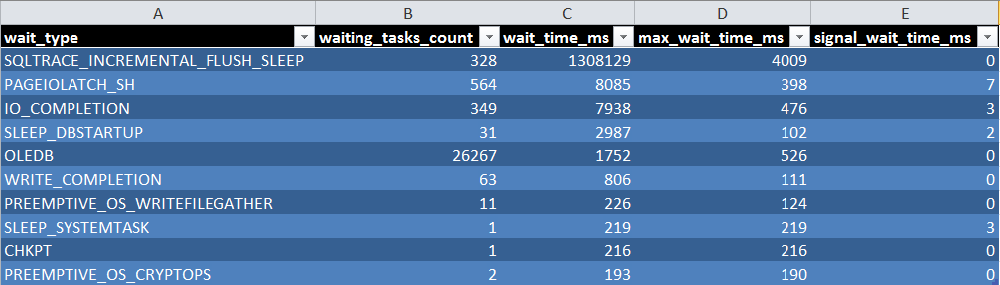 A B C D E
wait_type waiting_tasks_count wait_time_ms max_wait_time_ms signal_wait_time_ms
SQLTRACE_INCREMENTAL_FLUSH_SLEEP 328 1308129 4009 0
PAGEIOLATCH_SH 564 8085 398 7
IO_COMPLETION 349 7938 476 3
SLEEP_DBSTARTUP 31 2987 102 2
OLEDB 26267 1752 526 0
WRITE_COMPLETION 63 806 111 0
PREEMPTIVE_OS_WRITEFILEGATHER 11 226 124 0
SLEEP_SYSTEMTASK 1 219 219 3
CHKPT 1 216 216 0
PREEMPTIVE_OS_CRYPTOPS 2 193 190 0